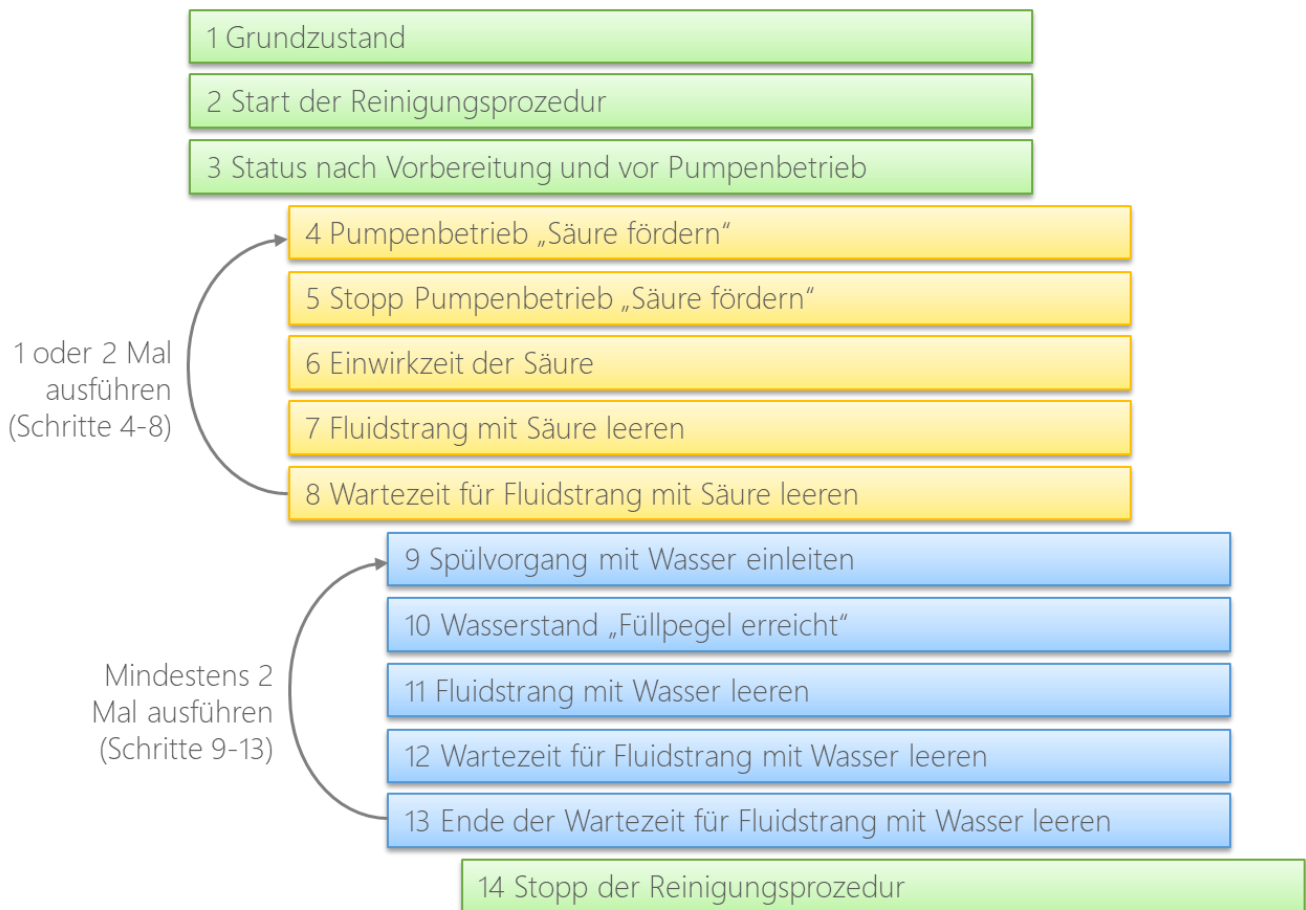 1 Grundzustand
2 Start der Reinigungsprozedur
3 Status nach Vorbereitung und vor Pumpenbetrieb
4 Pumpenbetrieb „Säure fördern“
5 Stopp Pumpenbetrieb „Säure fördern“
6 Einwirkzeit der Säure
7 Fluidstrang mit Säure leeren
8 Wartezeit für Fluidstrang mit Säure leeren
1 oder 2 Mal
ausführen
(Schritte 4-8)
9 Spülvorgang mit Wasser einleiten
10 Wasserstand „Füllpegel erreicht“
11 Fluidstrang mit Wasser leeren
12 Wartezeit für Fluidstrang mit Wasser leeren
13 Ende der Wartezeit für Fluidstrang mit Wasser leeren
Mindestens 2
Mal ausführen
(Schritte 9-13)
14 Stopp der Reinigungsprozedur